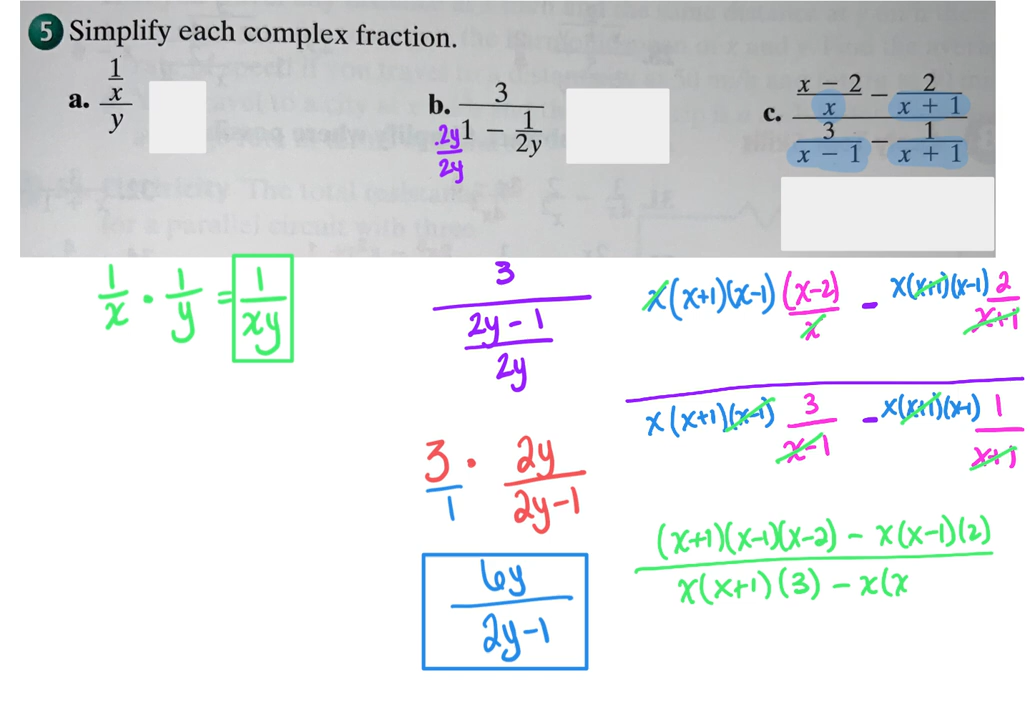 5 Simplify each complex fraction.
a. 1/x / y
b. 3 / (1 - 1/2y)
.2y/2y
c. ((x - 2)/x - 2/(x + 1)) / (3/(x - 1) - 1/(x + 1))
1/x · 1/y = 1/xy
3 / ((2y - 1)/2y)
3/1 · 2y/(2y-1)
6y/(2y-1)
x(x+1)(x-1) (x-2)/x - x(x+1)(x-1) 2/(x+1)
x(x+1)(x-1) 3/(x-1) - x(x+1)(x-1) 1/(x+1)
(x+1)(x-1)(x-2) - x(x-1)(2)
x(x+1)(3) - x(x